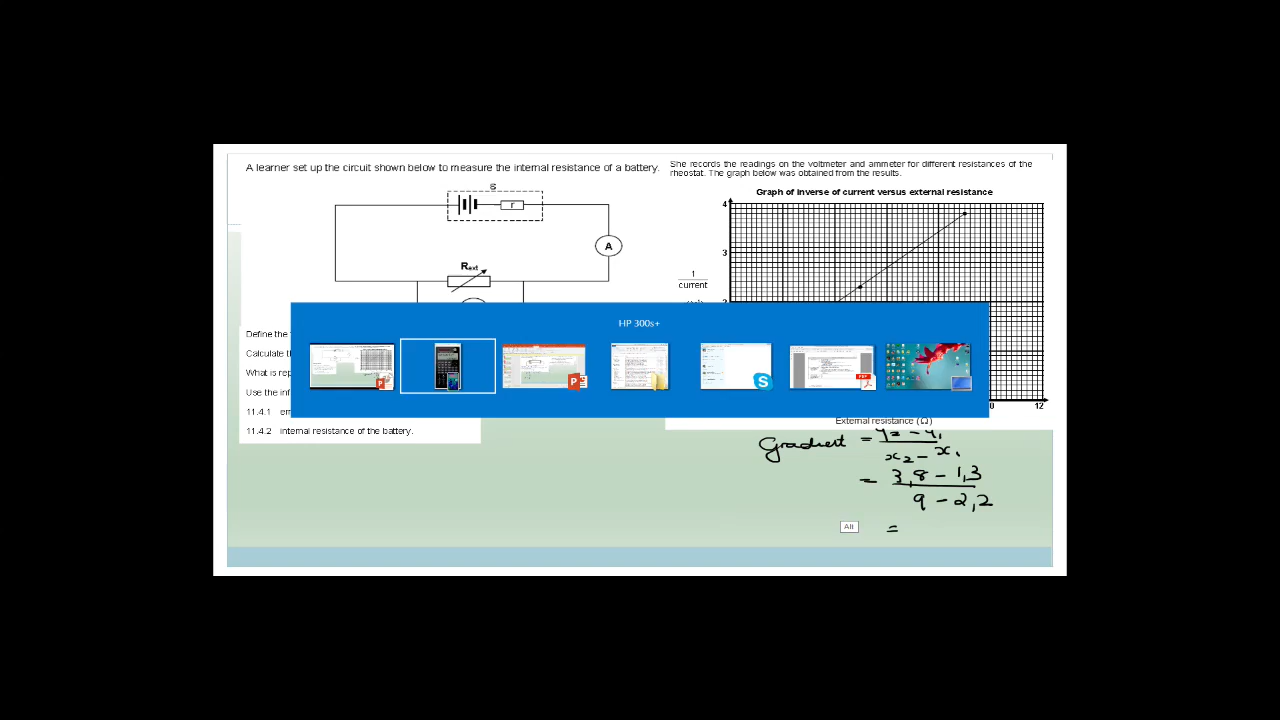 A learner set up the circuit shown below to measure the internal resistance of a battery.
S
r
A
Rext
She records the readings on the voltmeter and ammeter for different resistances of the
rheostat. The graph below was obtained from the results.
Graph of inverse of current versus external resistance
4
3
1
current
HP 300s+
Define the
Calculate th
What is rep
Use the inf
11.4.1 em
11.4.2 internal resistance of the battery.
0 12
External resistance (Ω)
Gradient = y2 - y1
x2 - x1
= 3,8 - 1,3
9 - 2,2
Alt =